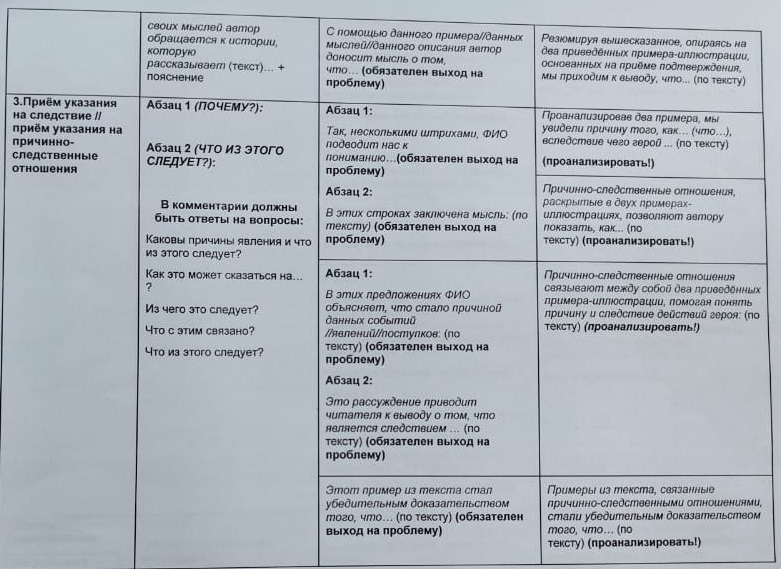 своих мыслей автор
обращается к истории,
которую
рассказывает (текст)… +
пояснение
С помощью данного примера//данных
мыслей//данного описания автор
доносит мысль о том,
что… (обязателен выход на
проблему)
Резюмируя вышесказанное, опираясь на
два приведённых примера-иллюстрации,
основанных на приёме подтверждения,
мы приходим к выводу, что... (по тексту)
3.Приём указания
на следствие //
приём указания на
причинно-
следственные
отношения
Абзац 1 (ПОЧЕМУ?):
Абзац 2 (ЧТО ИЗ ЭТОГО
СЛЕДУЕТ?):
В комментарии должны
быть ответы на вопросы:
Каковы причины явления и что
из этого следует?
Как это может сказаться на…
?
Из чего это следует?
Что с этим связано?
Что из этого следует?
Абзац 1:
Так, несколькими штрихами, ФИО
подводит нас к
пониманию…(обязателен выход на
проблему)
Абзац 2:
В этих строках заключена мысль: (по
тексту) (обязателен выход на
проблему)
Проанализировав два примера, мы
увидели причину того, как… (что…),
вследствие чего герой ... (по тексту)
(проанализировать!)
Причинно-следственные отношения,
раскрытые в двух примерах-
иллюстрациях, позволяют автору
показать, как... (по
тексту) (проанализировать!)
Абзац 1:
В этих предложениях ФИО
объясняет, что стало причиной
данных событий
//явлений//поступков: (по
тексту) (обязателен выход на
проблему)
Абзац 2:
Это рассуждение приводит
читателя к выводу о том, что
является следствием … (по
тексту) (обязателен выход на
проблему)
Причинно-следственные отношения
связывают между собой два приведённых
примера-иллюстрации, помогая понять
причину и следствие действий героя: (по
тексту) (проанализировать!)
Этот пример из текста стал
убедительным доказательством
того, что… (по тексту) (обязателен
выход на проблему)
Примеры из текста, связанные
причинно-следственными отношениями,
стали убедительным доказательством
того, что… (по
тексту) (проанализировать!)